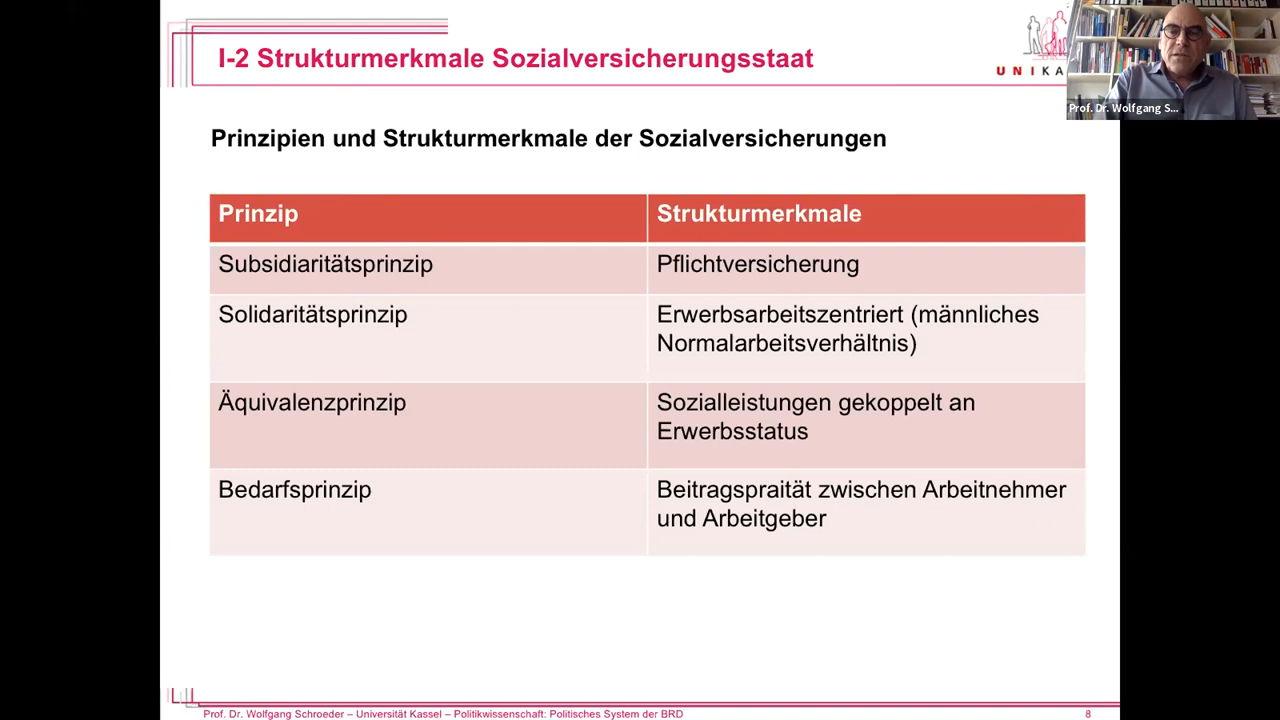 I-2 Strukturmerkmale Sozialversicherungsstaat
UNIKA
Prof. Dr. Wolfgang S...
Prinzipien und Strukturmerkmale der Sozialversicherungen
Prinzip
Strukturmerkmale
Subsidiaritätsprinzip
Pflichtversicherung
Solidaritätsprinzip
Erwerbsarbeitszentriert (männliches
Normalarbeitsverhältnis)
Äquivalenzprinzip
Sozialleistungen gekoppelt an
Erwerbsstatus
Bedarfsprinzip
Beitragspraität zwischen Arbeitnehmer
und Arbeitgeber
Prof. Dr. Wolfgang Schroeder – Universität Kassel – Politikwissenschaft: Politisches System der BRD
8